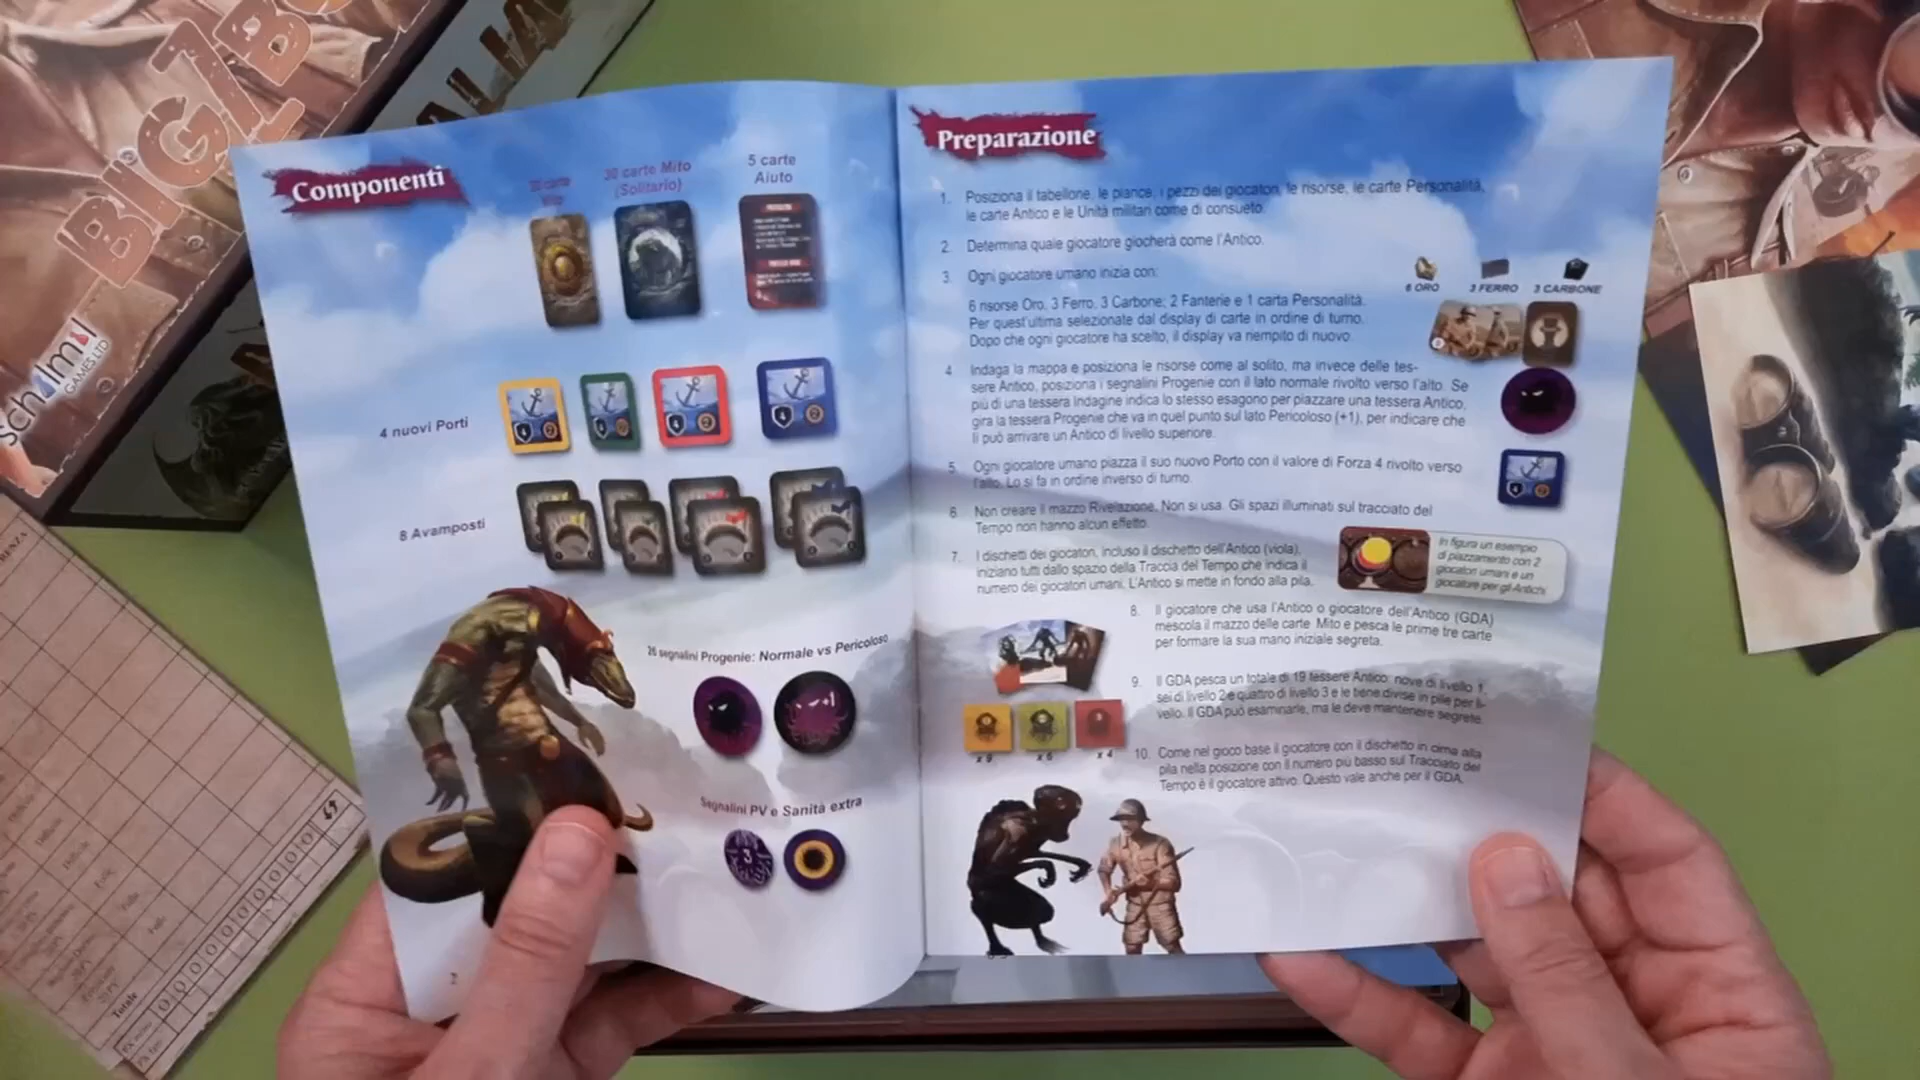 BIG
schilmil
GAMES LTD
ALIA
Componenti
30 carte Mito
(Solitario)
5 carte
Aiuto
4 nuovi Porti
8 Avamposti
26 segnalini Progenie: Normale vs Pericoloso
+1
Segnalini PV e Sanità extra
3
2
Preparazione
1. Posiziona il tabellone, le plance, i pezzi dei giocatori, le risorse, le carte Personalità,
le carte Antico e le Unità militari come di consueto.
2. Determina quale giocatore giocherà come l'Antico.
3. Ogni giocatore umano inizia con:
6 ORO 3 FERRO 3 CARBONE
6 risorse Oro, 3 Ferro, 3 Carbone; 2 Fanterie e 1 carta Personalità.
Per quest'ultima selezionate dal display di carte in ordine di turno.
Dopo che ogni giocatore ha scelto, il display va riempito di nuovo.
4 Indaga la mappa e posiziona le risorse come al solito, ma invece delle tes-
sere Antico, posiziona i segnalini Progenie con il lato normale rivolto verso l'alto. Se
più di una tessera Indagine indica lo stesso esagono per piazzare una tessera Antico,
gira la tessera Progenie che va in quel punto sul lato Pericoloso (+1), per indicare che
lì può arrivare un Antico di livello superiore.
5. Ogni giocatore umano piazza il suo nuovo Porto con il valore di Forza 4 rivolto verso
l'alto. Lo si fa in ordine inverso di turno.
6. Non creare il mazzo Rivelazione. Non si usa. Gli spazi illuminati sul tracciato del
Tempo non hanno alcun effetto.
7. I dischetti dei giocatori, incluso il dischetto dell'Antico (viola),
iniziano tutti dallo spazio della Traccia del Tempo che indica il
numero dei giocatori umani. L'Antico si mette in fondo alla pila.
In figura un esempio
di piazzamento con 2
giocatori umani e un
giocatore per gli Antichi
8. Il giocatore che usa l'Antico o giocatore dell'Antico (GDA)
mescola il mazzo delle carte Mito e pesca le prime tre carte
per formare la sua mano iniziale segreta.
9. Il GDA pesca un totale di 19 tessere Antico: nove di livello 1,
sei di livello 2 e quattro di livello 3 e le tiene divise in pile per li-
vello. Il GDA può esaminarle, ma le deve mantenere segrete.
x 9 x 6 x 4
10. Come nel gioco base il giocatore con il dischetto in cima alla
pila nella posizione con il numero più basso sul Tracciato del
Tempo è il giocatore attivo. Questo vale anche per il GDA.
Totale